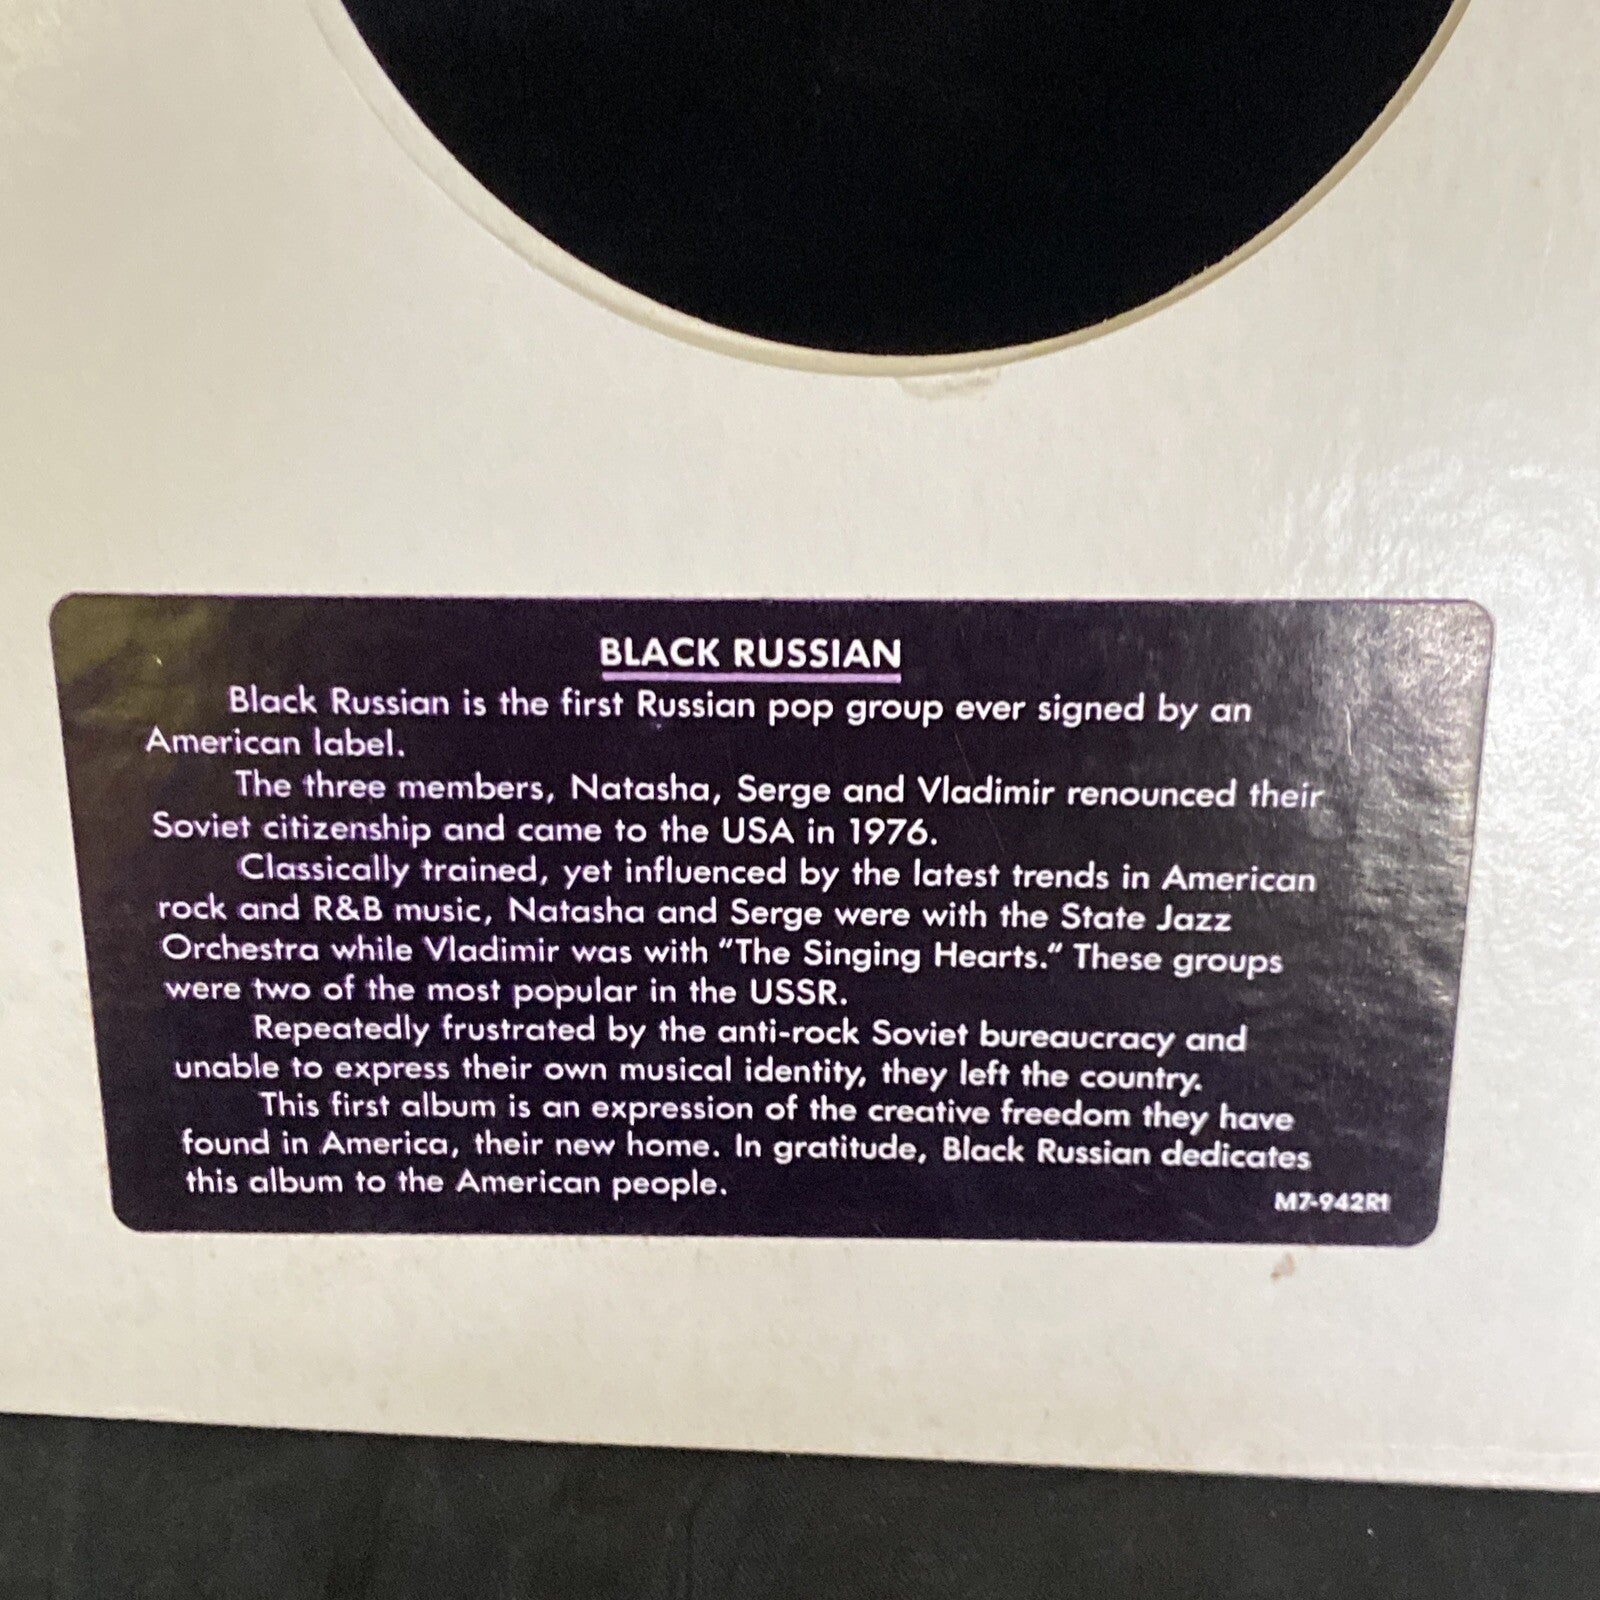 BLACK RUSSIAN
Black Russian is the first Russian pop group ever signed by an
American label.
The three members, Natasha, Serge and Vladimir renounced their
Soviet citizenship and came to the USA in 1976.
Classically trained, yet influenced by the latest trends in American
rock and R&B music, Natasha and Serge were with the State Jazz
Orchestra while Vladimir was with "The Singing Hearts." These groups
were two of the most popular in the USSR.
Repeatedly frustrated by the anti-rock Soviet bureaucracy and
unable to express their own musical identity, they left the country.
This first album is an expression of the creative freedom they have
found in America, their new home. In gratitude, Black Russian dedicates
this album to the American people.
M7-942R1